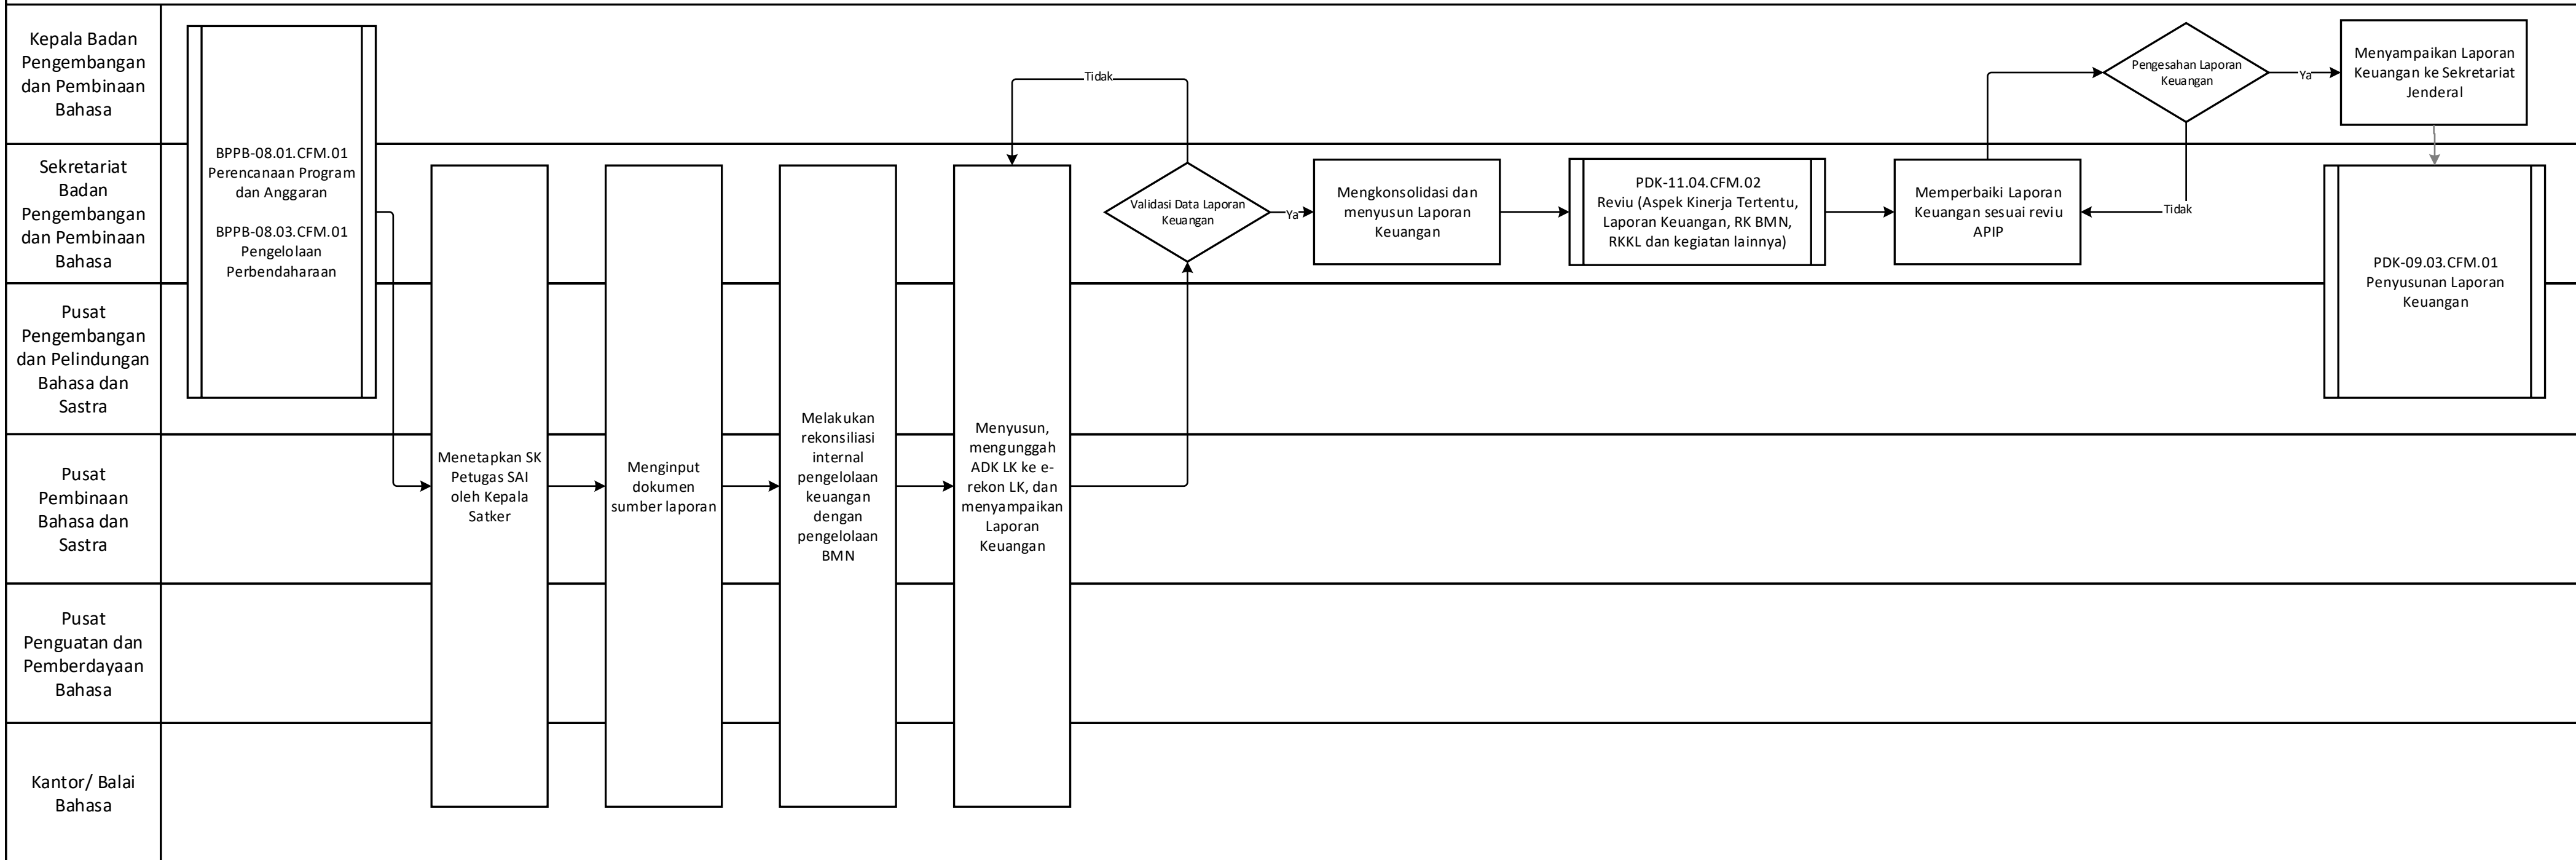 Kepala Badan
Pengembangan
dan Pembinaan
Bahasa
Sekretariat
Badan
Pengembangan
dan Pembinaan
Bahasa
Pusat
Pengembangan
dan Pelindungan
Bahasa dan
Sastra
Pusat
Pembinaan
Bahasa dan
Sastra
Pusat
Penguatan dan
Pemberdayaan
Bahasa
Kantor/ Balai
Bahasa
BPPB-08.01.CFM.01
Perencanaan Program
dan Anggaran
BPPB-08.03.CFM.01
Pengelolaan
Perbendaharaan
Menetapkan SK
Petugas SAI
oleh Kepala
Satker
Menginput
dokumen
sumber laporan
Melakukan
rekonsiliasi
internal
pengelolaan
keuangan
dengan
pengelolaan
BMN
Menyusun,
mengunggah
ADK LK ke e-
rekon LK, dan
menyampaikan
Laporan
Keuangan
Tidak
Validasi Data Laporan
Keuangan
Ya
Mengkonsolidasi dan
menyusun Laporan
Keuangan
PDK-11.04.CFM.02
Reviu (Aspek Kinerja Tertentu,
Laporan Keuangan, RK BMN,
RKKL dan kegiatan lainnya)
Memperbaiki Laporan
Keuangan sesuai reviu
APIP
Pengesahan Laporan
Keuangan
Tidak
Ya
Menyampaikan Laporan
Keuangan ke Sekretariat
Jenderal
PDK-09.03.CFM.01
Penyusunan Laporan
Keuangan